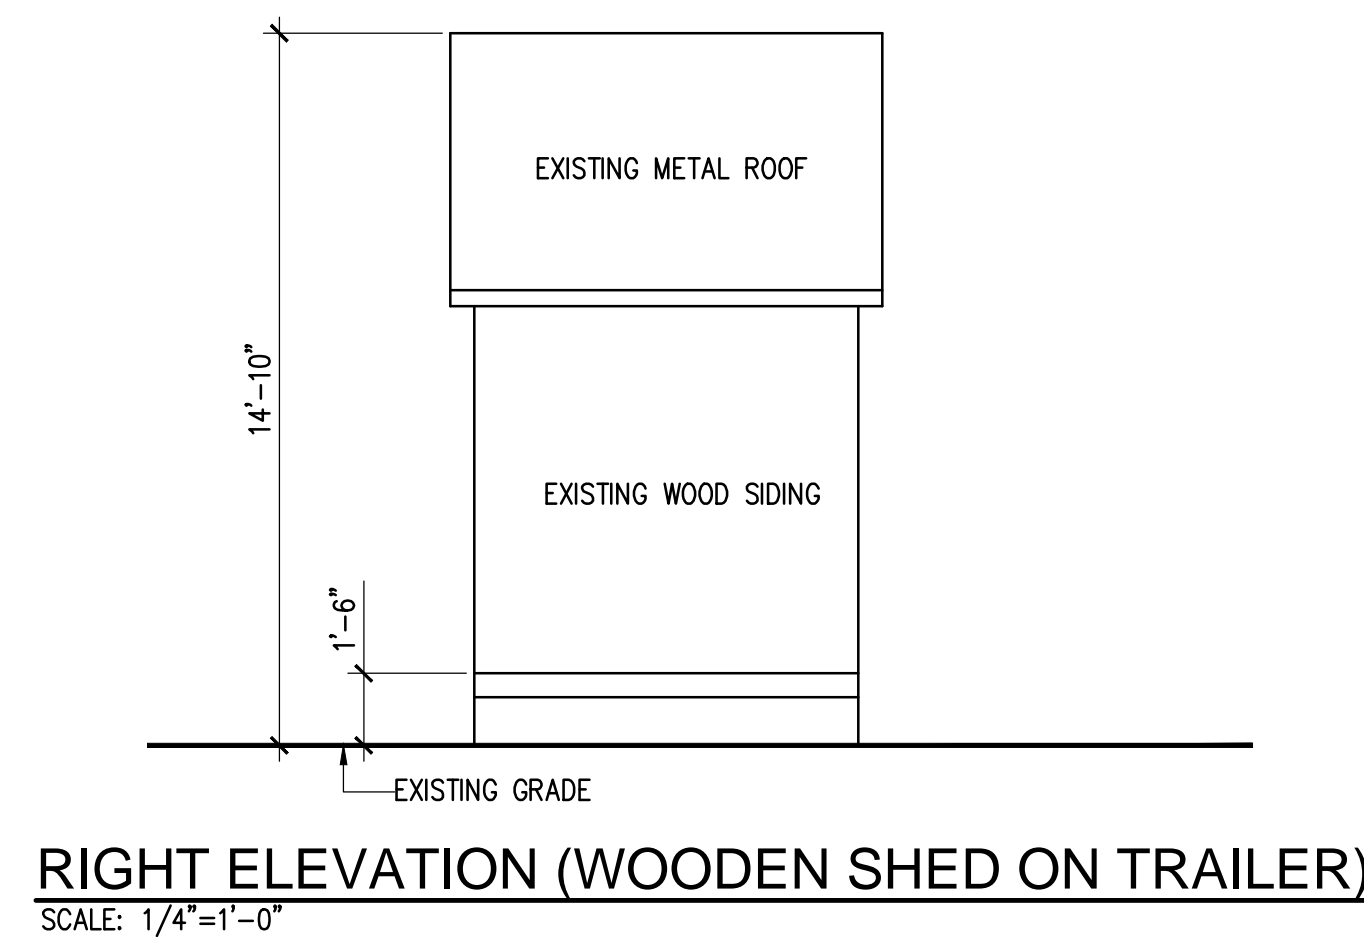 EXISTING METAL ROOF
14'-10"
EXISTING WOOD SIDING
1'-6"
EXISTING GRADE
RIGHT ELEVATION (WOODEN SHED ON TRAILER)
SCALE: 1/4"=1'-0"